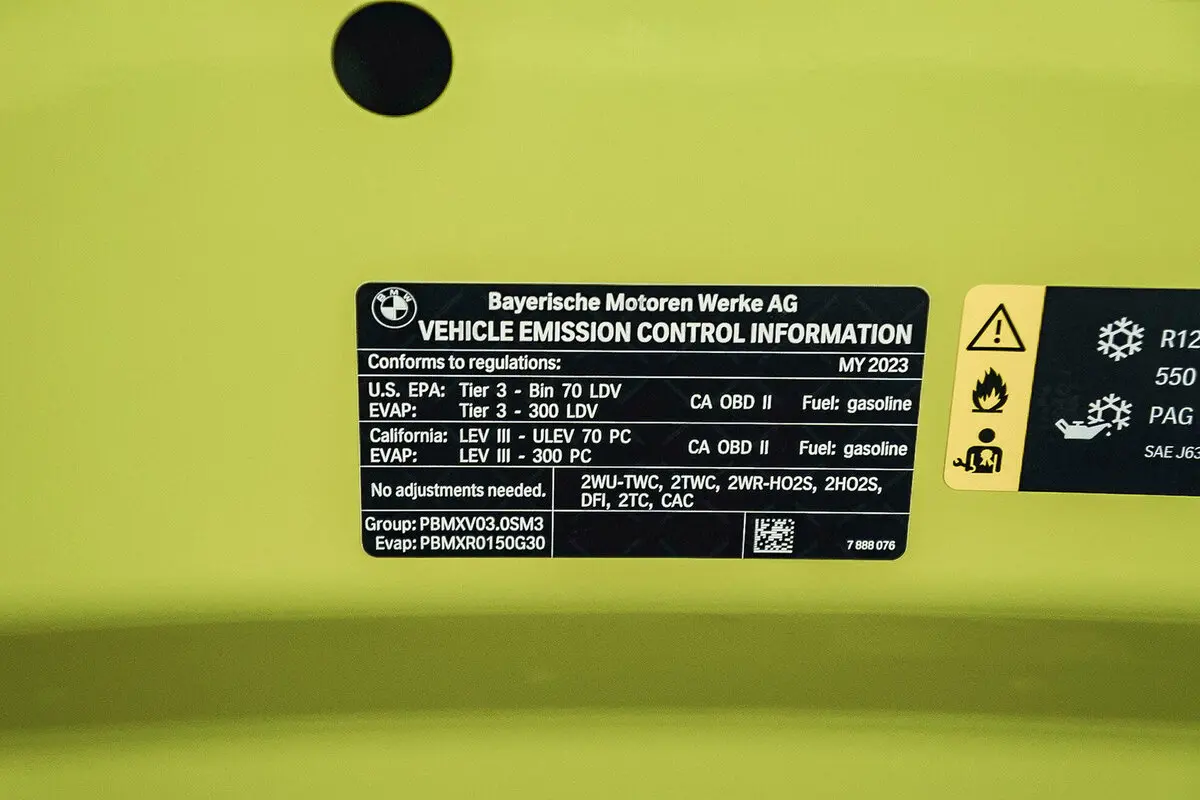 BMW
Bayerische Motoren Werke AG
VEHICLE EMISSION CONTROL INFORMATION
Conforms to regulations: MY 2023
U.S. EPA: Tier 3 - Bin 70 LDV
EVAP: Tier 3 - 300 LDV
CA OBD II Fuel: gasoline
California: LEV III - ULEV 70 PC
EVAP: LEV III - 300 PC
CA OBD II Fuel: gasoline
No adjustments needed.
2WU-TWC, 2TWC, 2WR-HO2S, 2HO2S,
DFI, 2TC, CAC
Group: PBMXV03.0SM3
Evap: PBMXR0150G30
7 888 076
R12
550
PAG
SAE J63